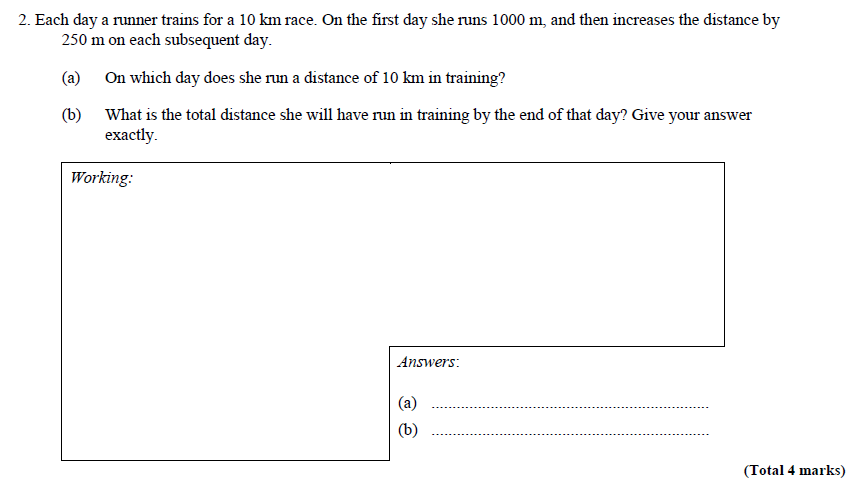 2. Each day a runner trains for a 10 km race. On the first day she runs 1000 m, and then increases the distance by
250 m on each subsequent day.
(a) On which day does she run a distance of 10 km in training?
(b) What is the total distance she will have run in training by the end of that day? Give your answer
exactly.
Working:
Answers:
(a) ..................................................................
(b) ..................................................................
(Total 4 marks)